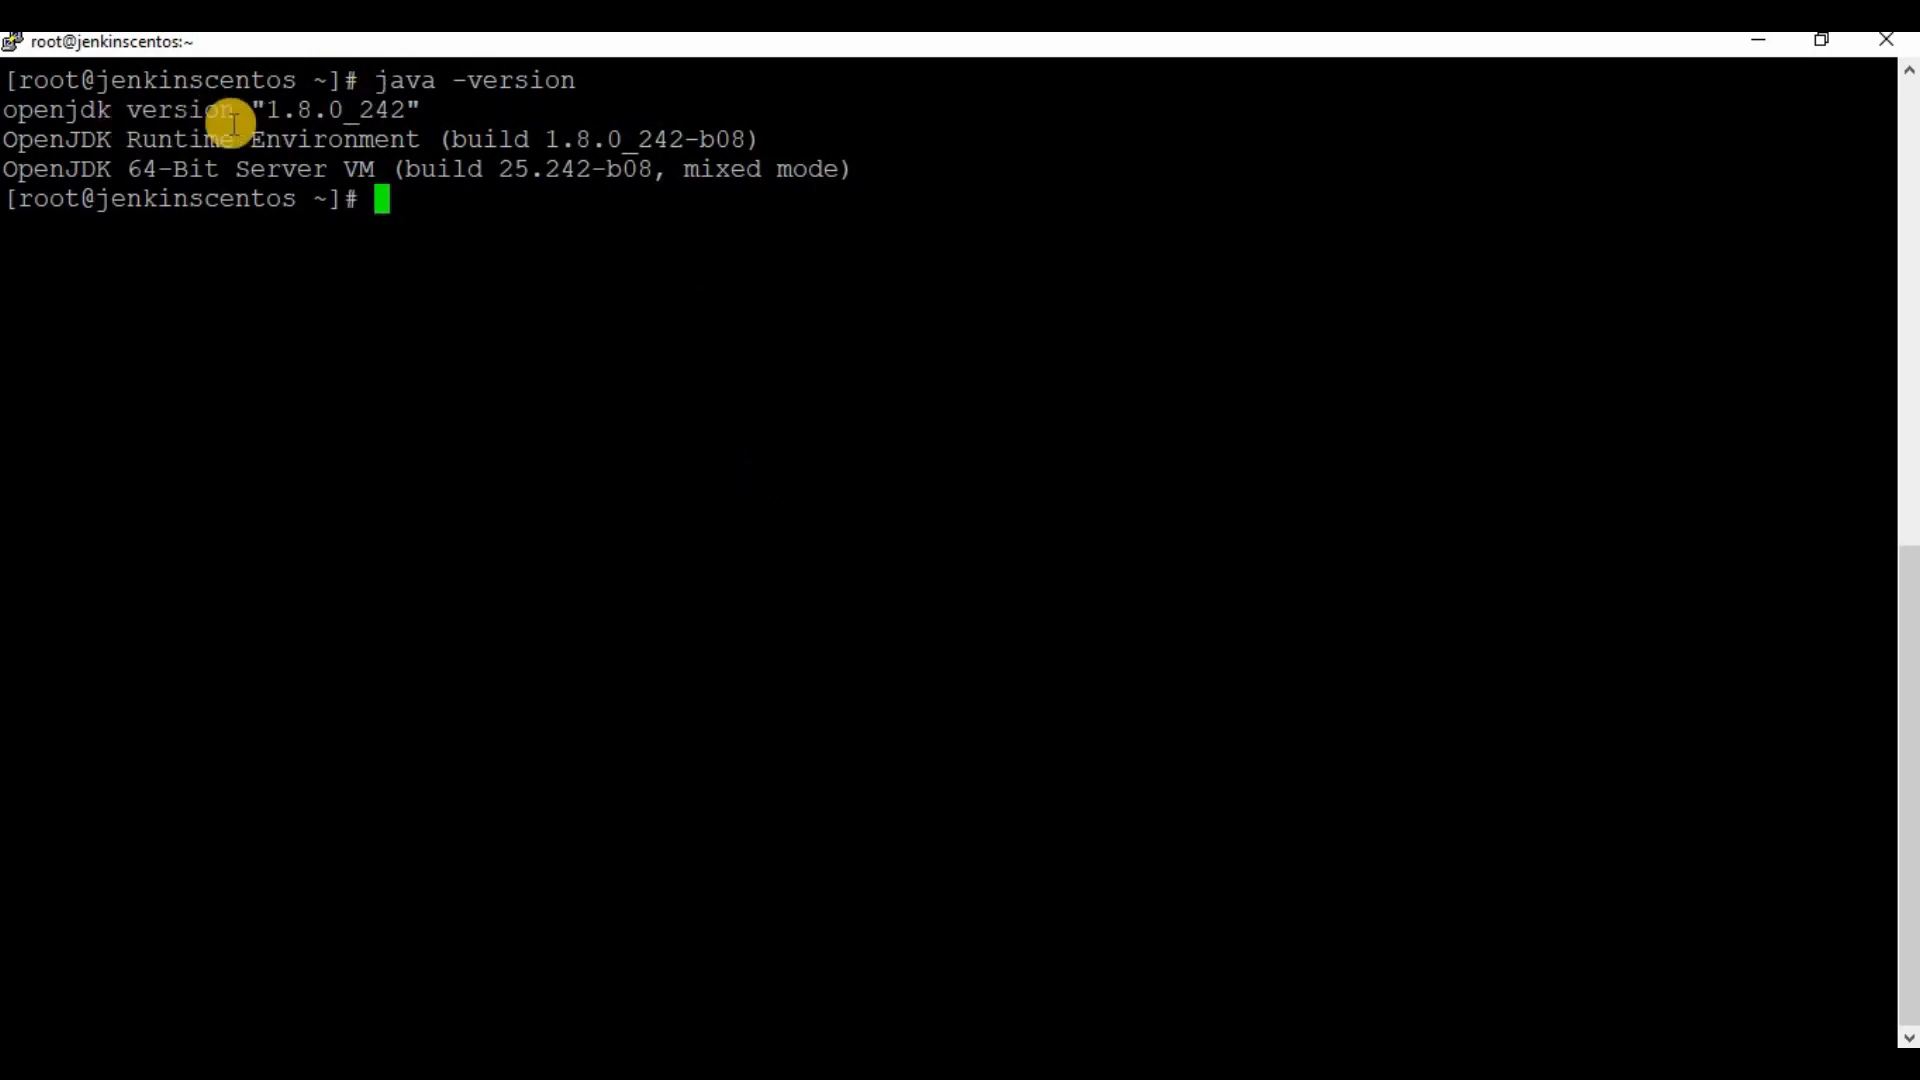 root@jenkinscentos:~
[root@jenkinscentos ~]# java -version
openjdk version "1.8.0_242"
OpenJDK Runtime Environment (build 1.8.0_242-b08)
OpenJDK 64-Bit Server VM (build 25.242-b08, mixed mode)
[root@jenkinscentos ~]#